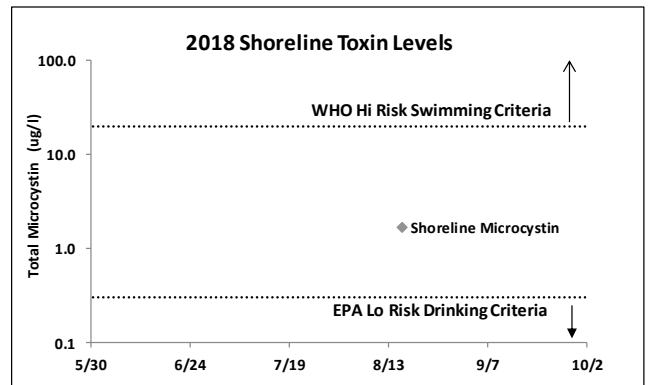 2018 Shoreline Toxin Levels
Total Microcystin (ug/l)
100.0
10.0
1.0
0.1
WHO Hi Risk Swimming Criteria
Shoreline Microcystin
EPA Lo Risk Drinking Criteria
5/30 6/24 7/19 8/13 9/7 10/2